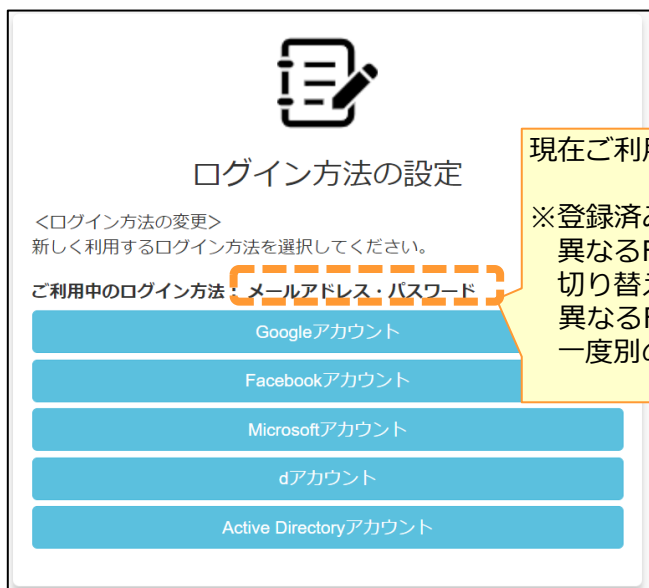 ログイン方法の設定
<ログイン方法の変更>
新しく利用するログイン方法を選択してください。
ご利用中のログイン方法： メールアドレス・パスワード
Googleアカウント
Facebookアカウント
Microsoftアカウント
dアカウント
Active Directoryアカウント
現在ご利
※登録済
異なる
切り替
異なる
一度別